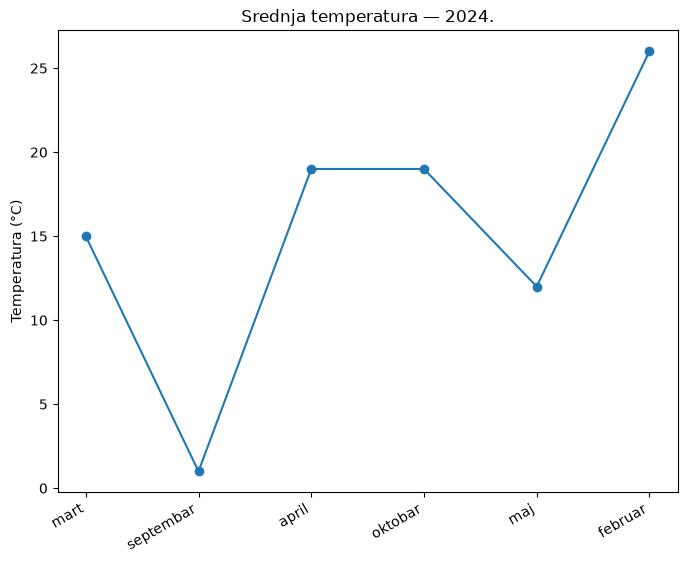 Srednja temperatura — 2024.
Temperatura (°C)
25
20
15
10
5
0
mart
septembar
april
oktobar
maj
februar